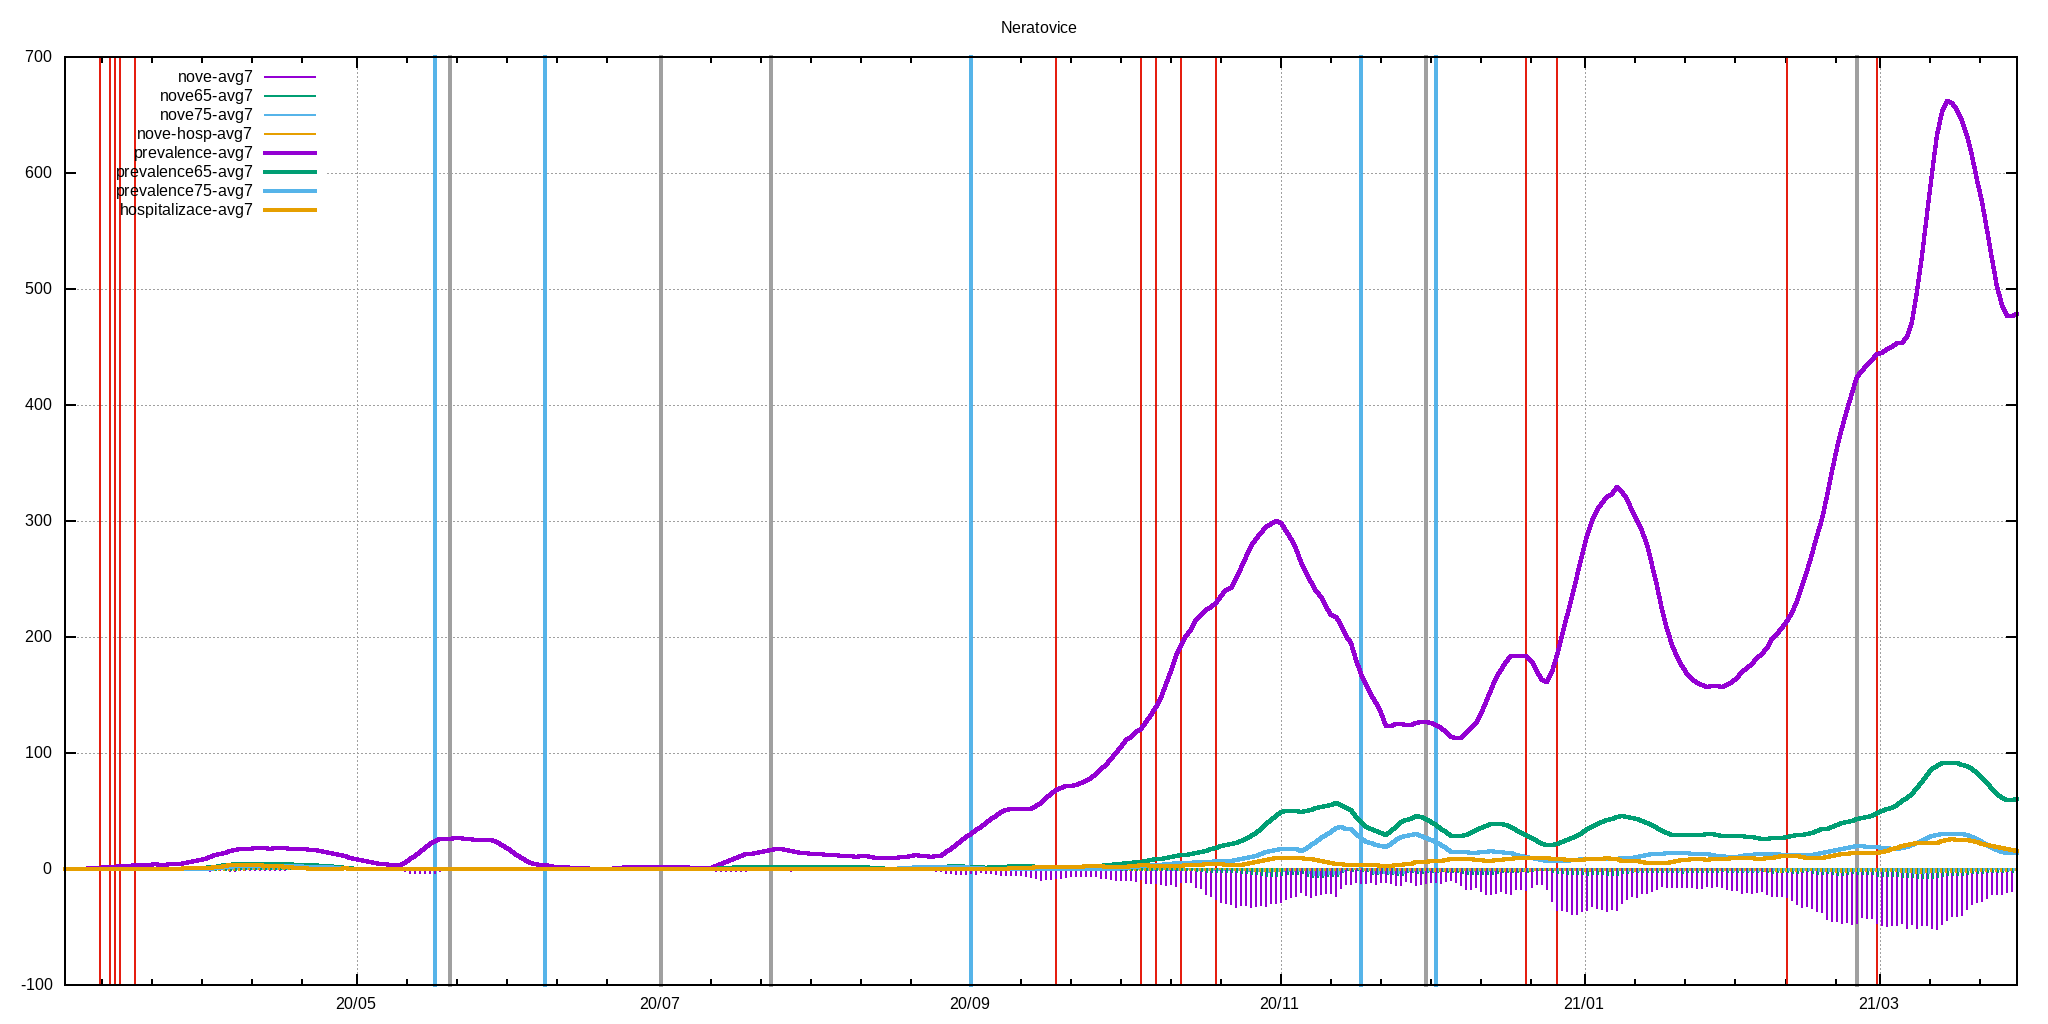 Neratovice
700
600
500
400
300
200
100
0
-100
nove-avg7
nove65-avg7
nove75-avg7
nove-hosp-avg7
prevalence-avg7
prevalence65-avg7
prevalence75-avg7
hospitalizace-avg7
20/05 20/07 20/09 20/11 21/01 21/03